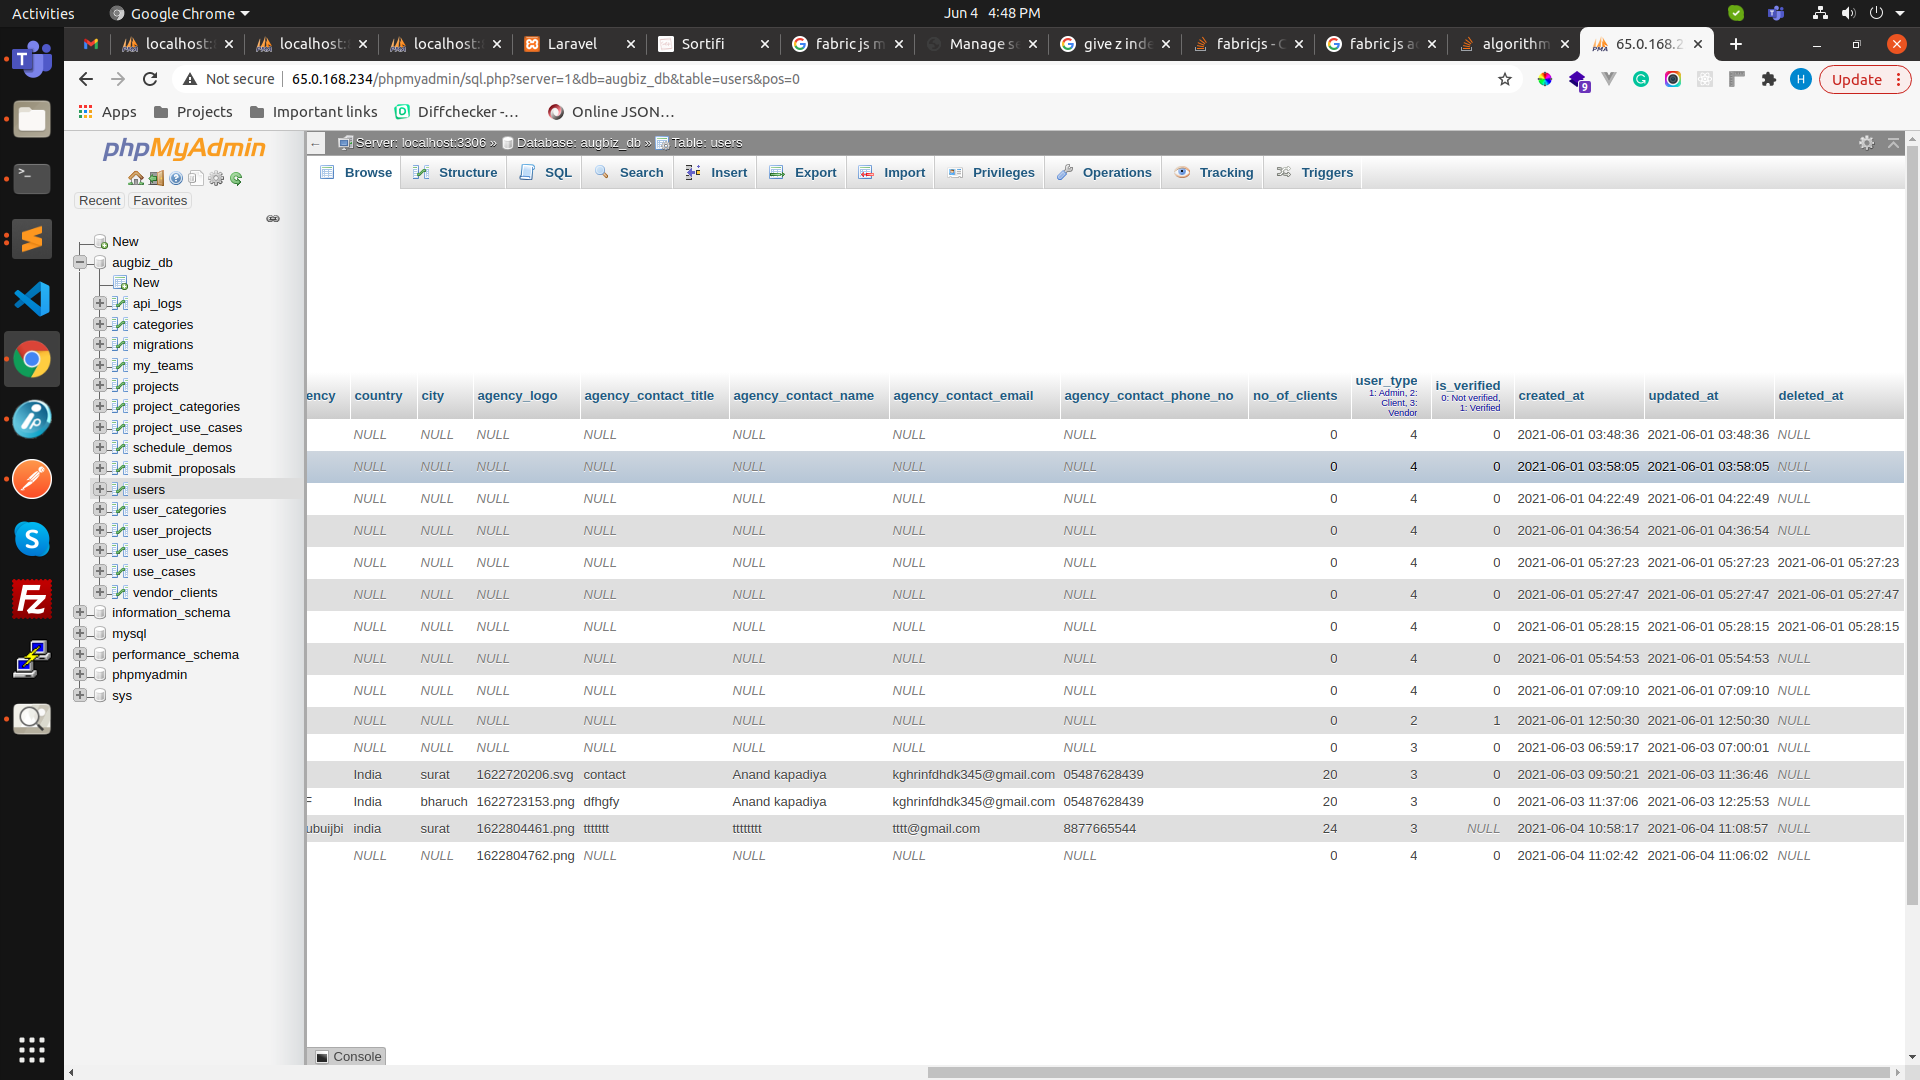 Activities
Google Chrome
Jun 4 4:48 PM
localhost:
localhost:
localhost:
Laravel
Sortifi
fabric js m
Manage se
give z inde
fabricjs - C
fabric js a
algorithm
65.0.168.2
Not secure
65.0.168.234/phpmyadmin/sql.php?server=1&db=augbiz_db&table=users&pos=0
9
H
Update
Apps
Projects
Important links
Diffchecker -...
Online JSON...
phpMyAdmin
Recent
Favorites
New
augbiz_db
New
api_logs
categories
migrations
my_teams
projects
project_categories
project_use_cases
schedule_demos
submit_proposals
users
user_categories
user_projects
user_use_cases
use_cases
vendor_clients
information_schema
mysql
performance_schema
phpmyadmin
sys
Server: localhost:3306 » Database: augbiz_db » Table: users
Browse Structure SQL Search Insert Export Import Privileges Operations Tracking Triggers
ency country city agency_logo agency_contact_title agency_contact_name agency_contact_email agency_contact_phone_no no_of_clients user_type 1: Admin, 2: Client, 3: Vendor is_verified 0: Not verified, 1: Verified created_at updated_at deleted_at
NULL NULL NULL NULL NULL NULL NULL 0 4 0 2021-06-01 03:48:36 2021-06-01 03:48:36 NULL
NULL NULL NULL NULL NULL NULL NULL 0 4 0 2021-06-01 03:58:05 2021-06-01 03:58:05 NULL
NULL NULL NULL NULL NULL NULL NULL 0 4 0 2021-06-01 04:22:49 2021-06-01 04:22:49 NULL
NULL NULL NULL NULL NULL NULL NULL 0 4 0 2021-06-01 04:36:54 2021-06-01 04:36:54 NULL
NULL NULL NULL NULL NULL NULL NULL 0 4 0 2021-06-01 05:27:23 2021-06-01 05:27:23 2021-06-01 05:27:23
NULL NULL NULL NULL NULL NULL NULL 0 4 0 2021-06-01 05:27:47 2021-06-01 05:27:47 2021-06-01 05:27:47
NULL NULL NULL NULL NULL NULL NULL 0 4 0 2021-06-01 05:28:15 2021-06-01 05:28:15 2021-06-01 05:28:15
NULL NULL NULL NULL NULL NULL NULL 0 4 0 2021-06-01 05:54:53 2021-06-01 05:54:53 NULL
NULL NULL NULL NULL NULL NULL NULL 0 4 0 2021-06-01 07:09:10 2021-06-01 07:09:10 NULL
NULL NULL NULL NULL NULL NULL NULL 0 2 1 2021-06-01 12:50:30 2021-06-01 12:50:30 NULL
NULL NULL NULL NULL NULL NULL NULL 0 3 0 2021-06-03 06:59:17 2021-06-03 07:00:01 NULL
India surat 1622720206.svg contact Anand kapadiya kghrinfdhdk345@gmail.com 05487628439 20 3 0 2021-06-03 09:50:21 2021-06-03 11:36:46 NULL
F India bharuch 1622723153.png dfhgfy Anand kapadiya kghrinfdhdk345@gmail.com 05487628439 20 3 0 2021-06-03 11:37:06 2021-06-03 12:25:53 NULL
ubuijbi india surat 1622804461.png ttttttt tttttttt tttt@gmail.com 8877665544 24 3 NULL 2021-06-04 10:58:17 2021-06-04 11:08:57 NULL
NULL NULL 1622804762.png NULL NULL NULL NULL 0 4 0 2021-06-04 11:02:42 2021-06-04 11:06:02 NULL
Console